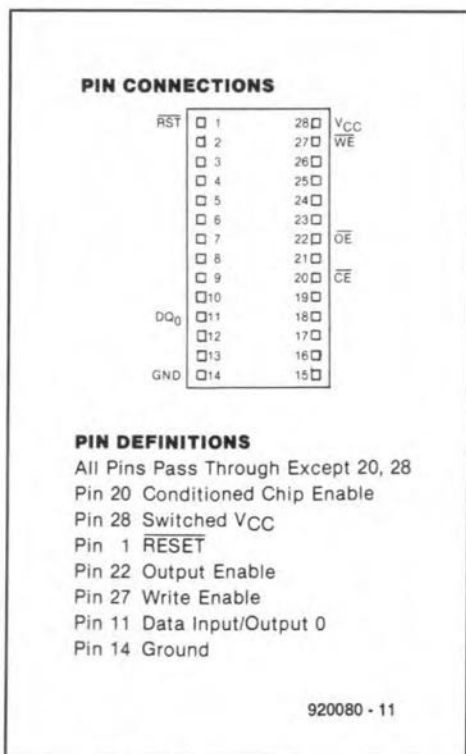 PIN CONNECTIONS
RST 1 28 VCC
2 27 WE
3 26
4 25
5 24
6 23
7 22 OE
8 21
9 20 CE
10 19
DQ0 11 18
12 17
13 16
GND 14 15
PIN DEFINITIONS
All Pins Pass Through Except 20, 28
Pin 20 Conditioned Chip Enable
Pin 28 Switched VCC
Pin 1 RESET
Pin 22 Output Enable
Pin 27 Write Enable
Pin 11 Data Input/Output 0
Pin 14 Ground
920080 - 11